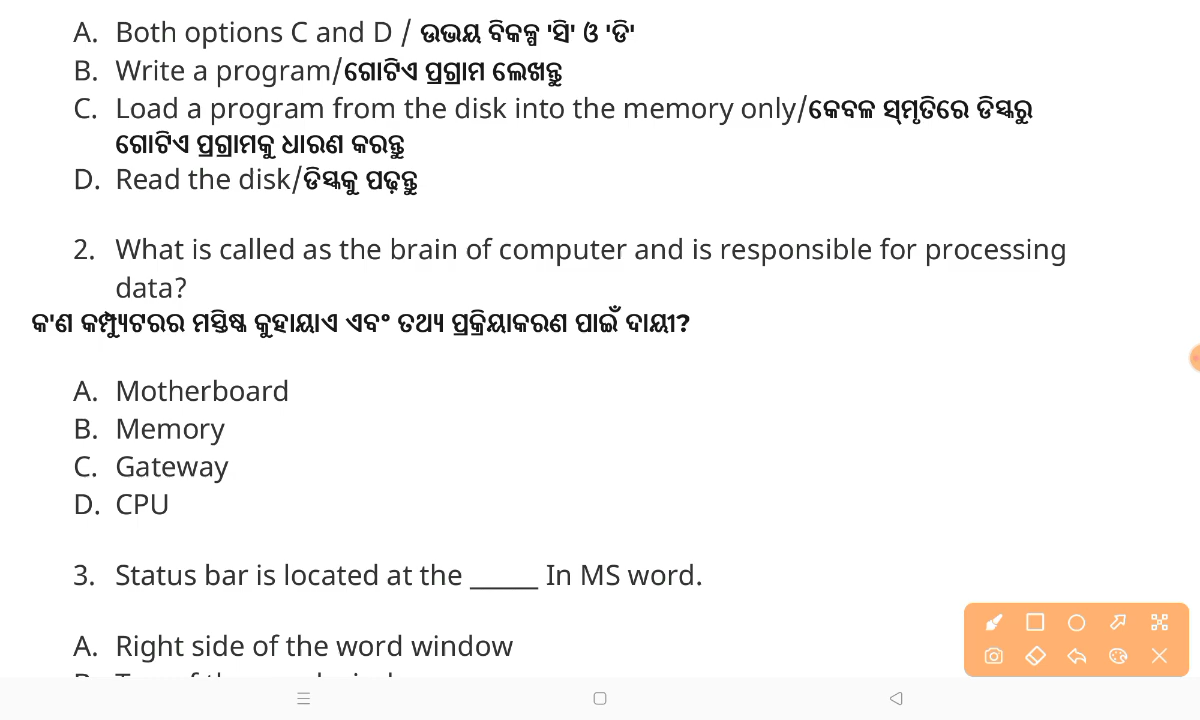 A. Both options C and D / ଉଭୟ ବିକଳ୍ପ 'ସି' ଓ 'ଡି'
B. Write a program/ଗୋଟିଏ ପ୍ରଗ୍ରାମ ଲେଖନ୍ତୁ
C. Load a program from the disk into the memory only/କେବଳ ସ୍ମୃତିରେ ଡିସ୍କରୁ
ଗୋଟିଏ ପ୍ରଗ୍ରାମକୁ ଧାରଣ କରନ୍ତୁ
D. Read the disk/ଡିସ୍କକୁ ପଢ଼ନ୍ତୁ
2. What is called as the brain of computer and is responsible for processing
data?
କ'ଣ କମ୍ପ୍ୟୁଟରର ମସ୍ତିଷ୍କ କୁହାୟାଏ ଏବଂ ତଥ୍ୟ ପ୍ରକ୍ରିୟାକରଣ ପାଇଁ ଦାୟୀ?
A. Motherboard
B. Memory
C. Gateway
D. CPU
3. Status bar is located at the _____ In MS word.
A. Right side of the word window